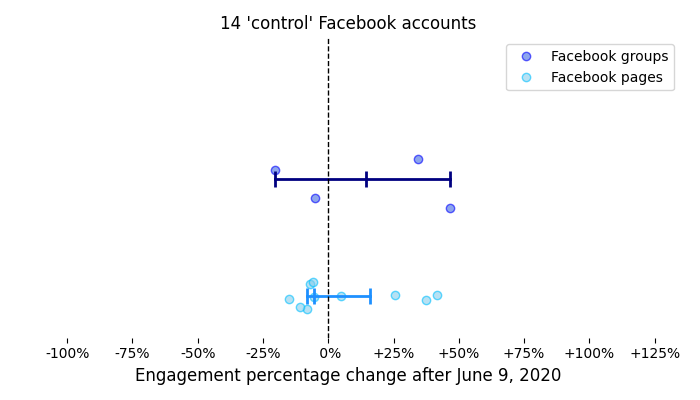 14 'control' Facebook accounts
Facebook groups
Facebook pages
-100% -75% -50% -25% 0% +25% +50% +75% +100% +125%
Engagement percentage change after June 9, 2020